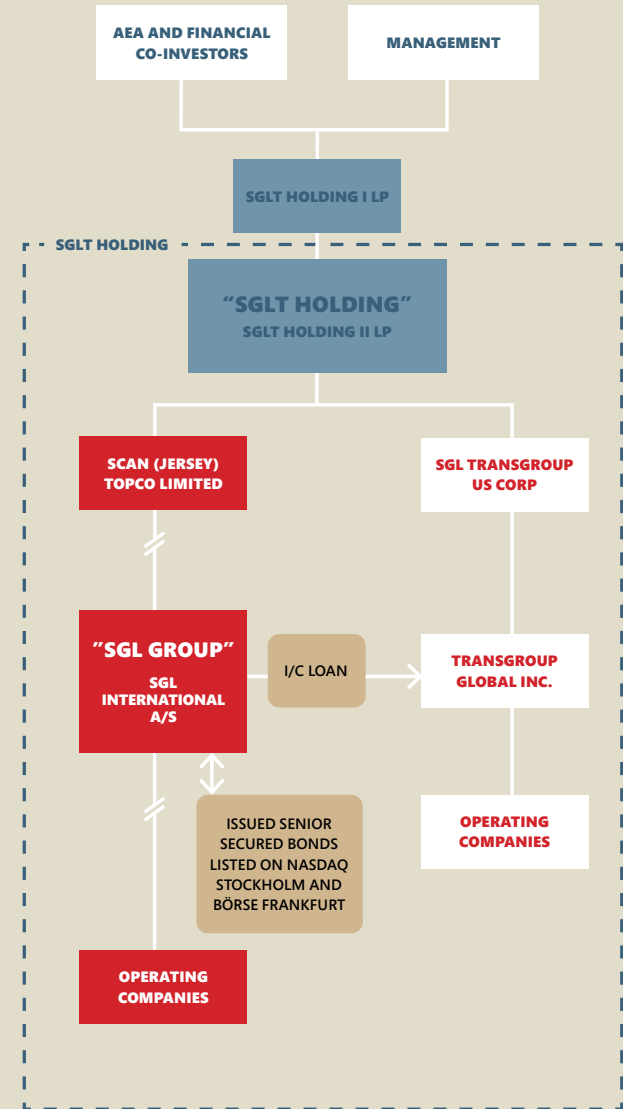 AEA AND FINANCIAL
CO-INVESTORS
MANAGEMENT
SGLT HOLDING I LP
SGLT HOLDING
“SGLT HOLDING”
SGLT HOLDING II LP
SCAN (JERSEY)
TOPCO LIMITED
SGL TRANSGROUP
US CORP
”SGL GROUP”
SGL
INTERNATIONAL
A/S
I/C LOAN
TRANSGROUP
GLOBAL INC.
ISSUED SENIOR
SECURED BONDS
LISTED ON NASDAQ
STOCKHOLM AND
BÖRSE FRANKFURT
OPERATING
COMPANIES
OPERATING
COMPANIES